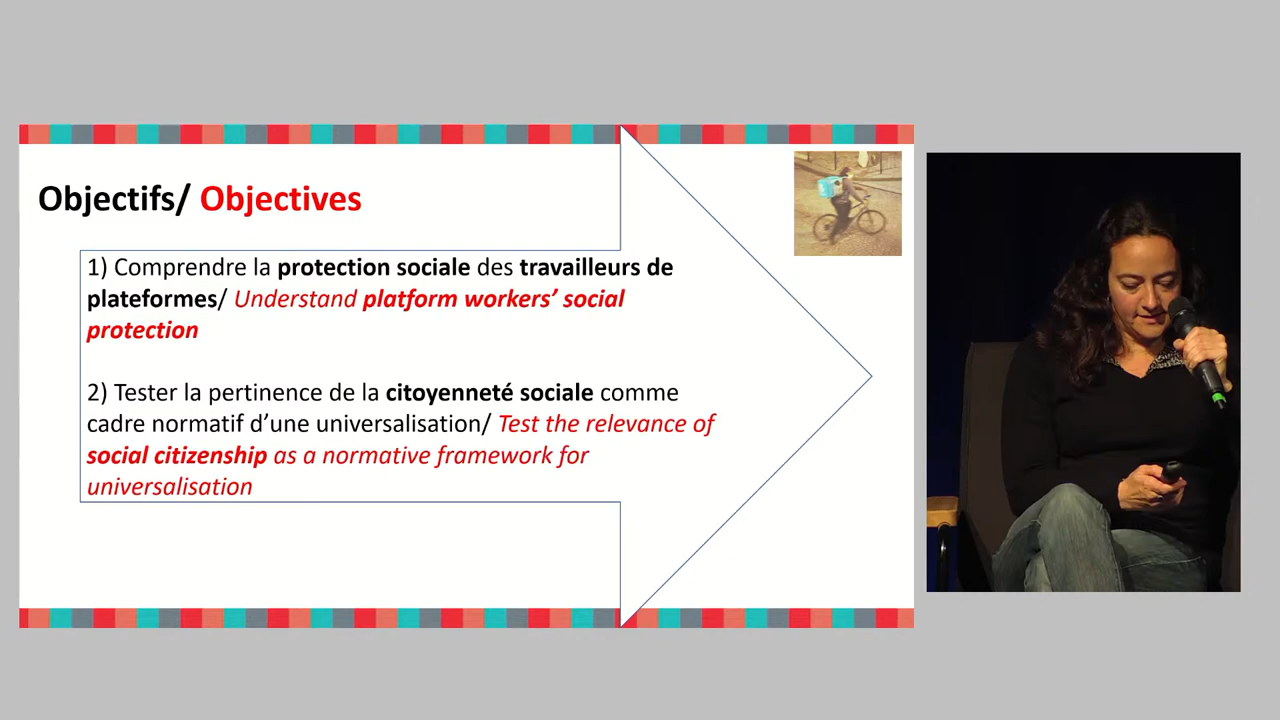 Objectifs/ Objectives
1) Comprendre la protection sociale des travailleurs de
plateformes/ Understand platform workers’ social
protection
2) Tester la pertinence de la citoyenneté sociale comme
cadre normatif d’une universalisation/ Test the relevance of
social citizenship as a normative framework for
universalisation